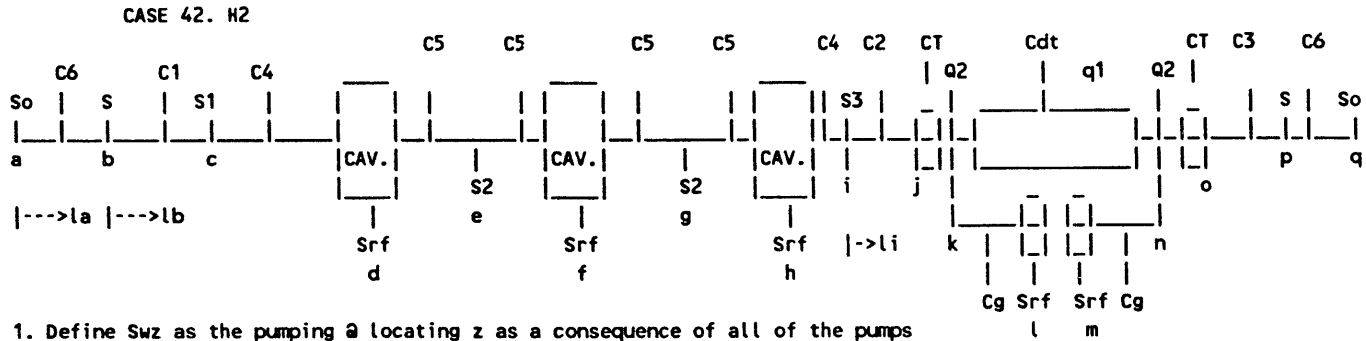 CASE 42. H2
C5 C5 C5 C5 C4 C2 CT Cdt CT C3 C6
C6 C1 C4 Q2 q1 Q2
So S S1 S3 S So
a b c CAV. CAV. CAV. p q
S2 S2 i j o
|--->la |--->lb e g
Srf Srf Srf |->li k n
d f h
Cg Srf Srf Cg
l m
1. Define Swz as the pumping @ locating z as a consequence of all of the pumps